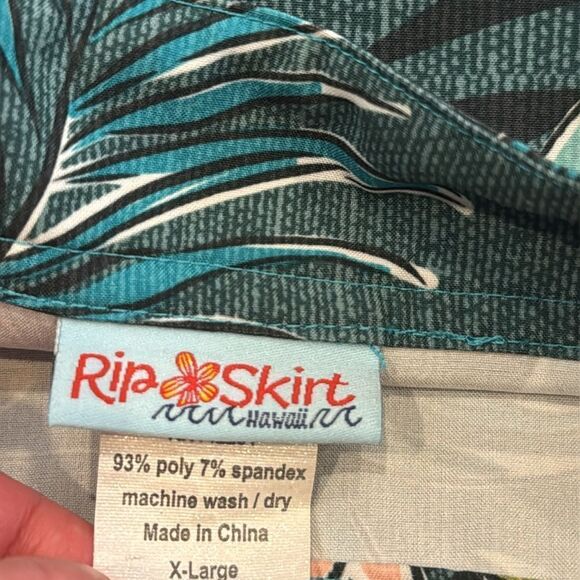 Rip Skirt
Hawaii
93% poly 7% spandex
machine wash / dry
Made in China
X-Large